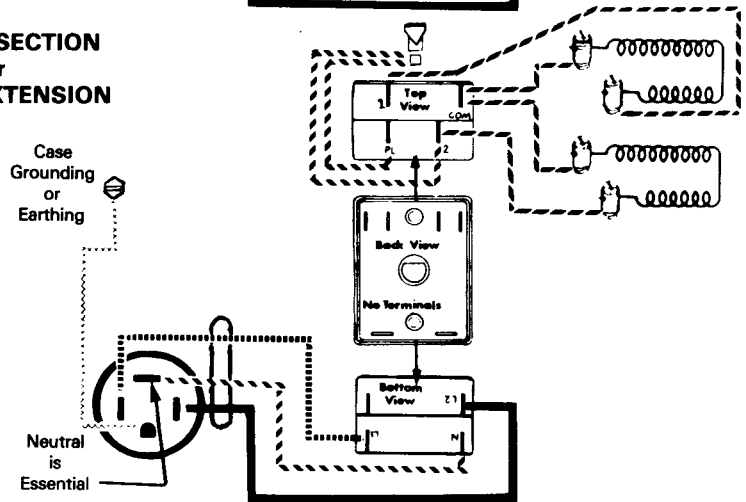 SECTION
r
XTENSION
Case
Grounding
or
Earthing
1 Top
View
COM
PL 2
Back View
No Terminals
Bottom
View
L2
L1
N
Neutral
is
Essential